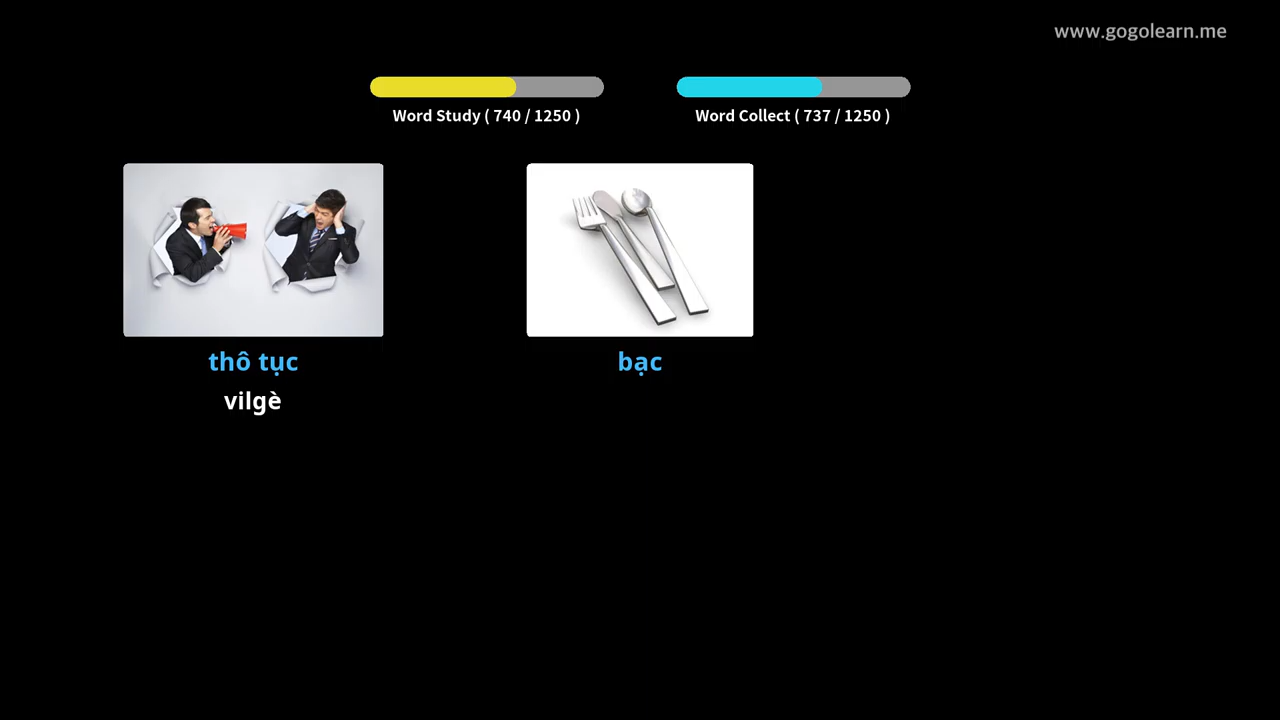 www.gogolearn.me
Word Study ( 740 / 1250 )
Word Collect ( 737 / 1250 )
thô tục
vilgè
bạc